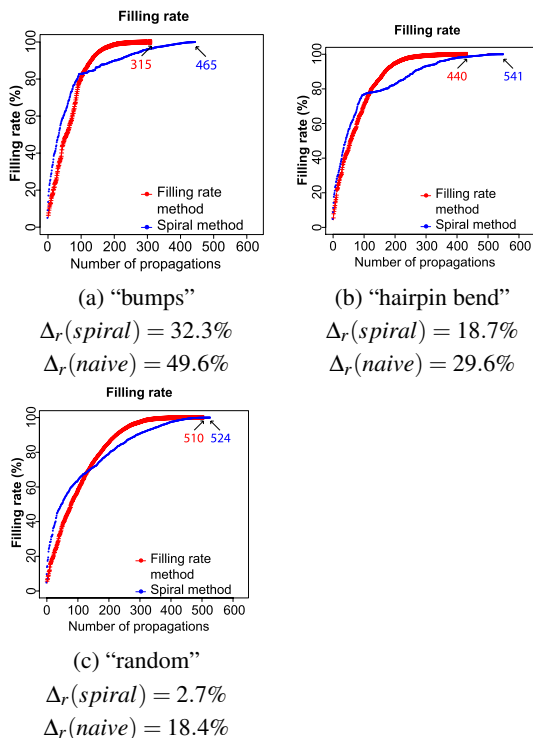 Filling rate
Filling rate (%)
0 20 40 60 80 100
315
465
Filling rate
method
Spiral method
0 100 200 300 400 500 600
Number of propagations
(a) “bumps”
Δr(spiral) = 32.3%
Δr(naive) = 49.6%
Filling rate
Filling rate (%)
0 20 40 60 80 100
440
541
Filling rate
method
Spiral method
0 100 200 300 400 500 600
Number of propagations
(b) “hairpin bend”
Δr(spiral) = 18.7%
Δr(naive) = 29.6%
Filling rate
Filling rate (%)
0 20 40 60 80 100
510 524
Filling rate
method
Spiral method
0 100 200 300 400 500 600
Number of propagations
(c) “random”
Δr(spiral) = 2.7%
Δr(naive) = 18.4%